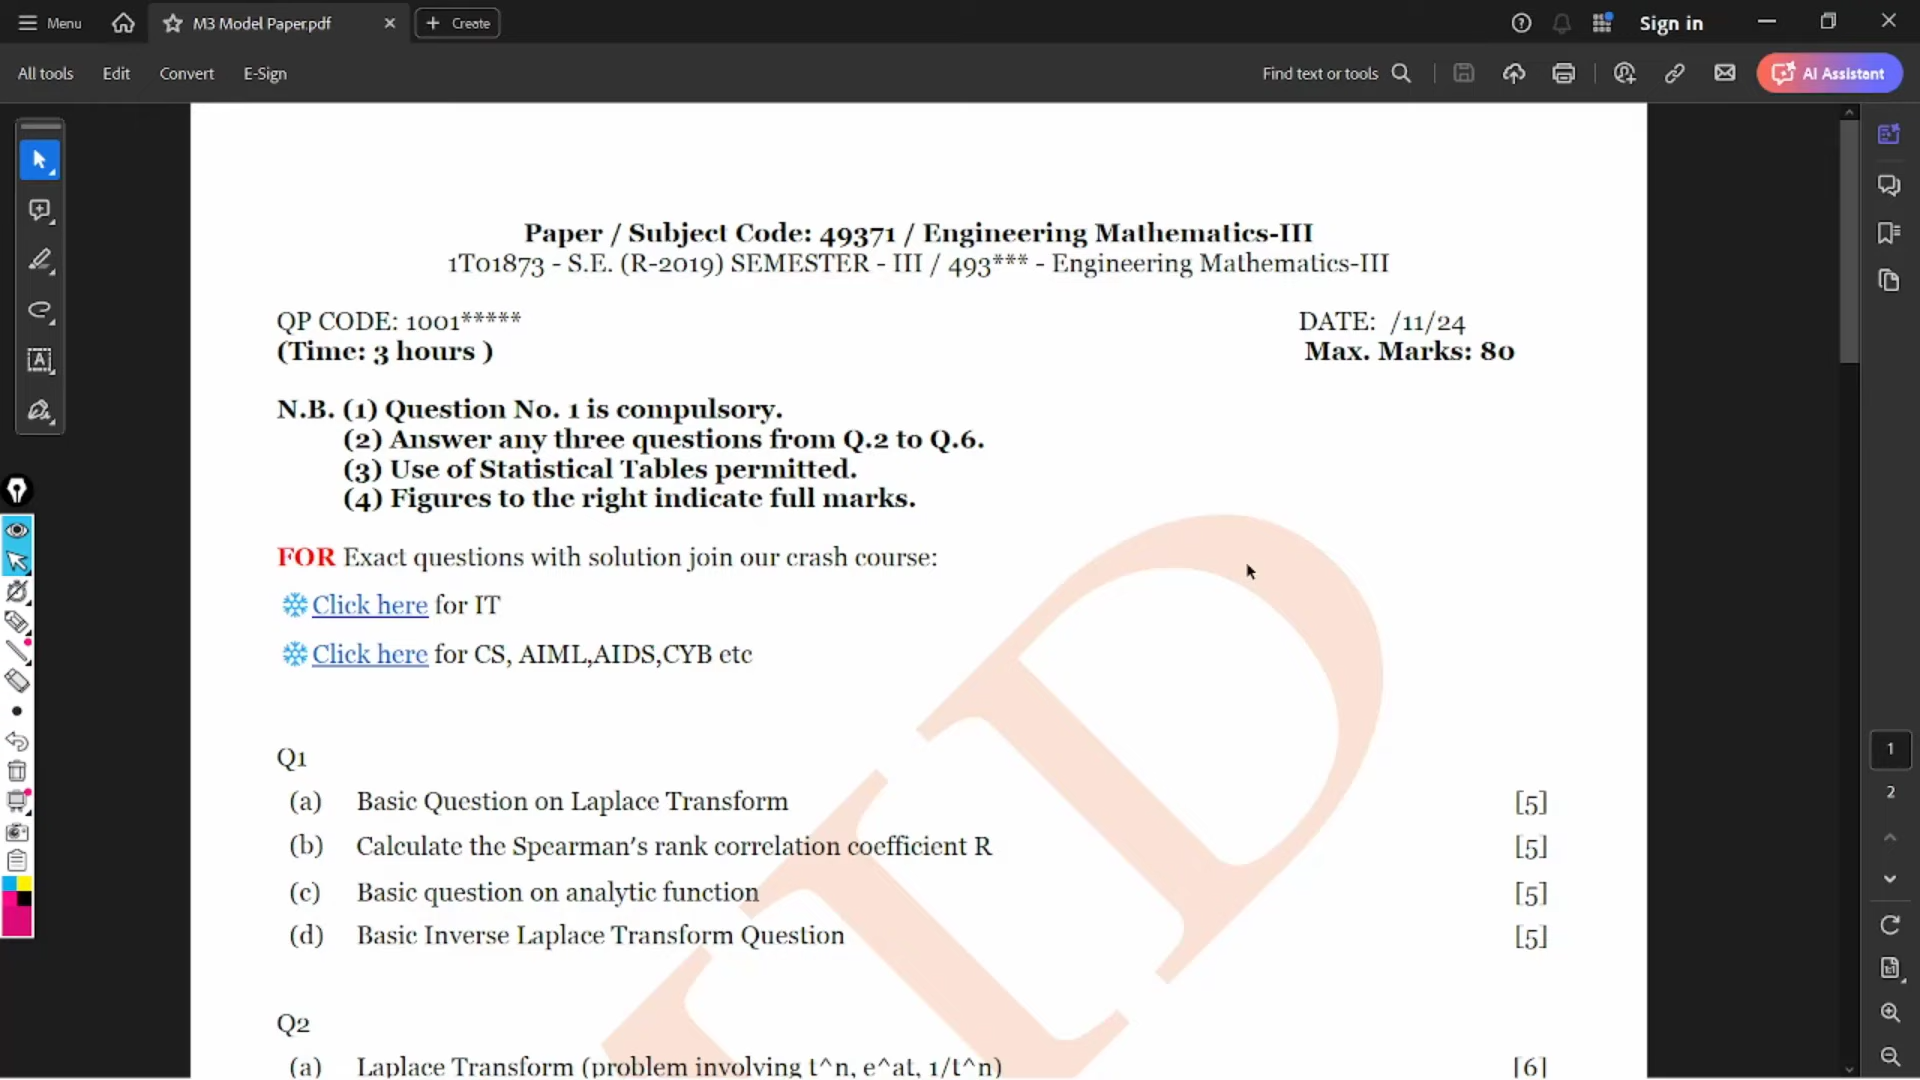 Menu
M3 Model Paper.pdf
Create
Sign in
All tools
Edit
Convert
E-Sign
Find text or tools
AI Assistant
Paper / Subject Code: 49371 / Engineering Mathematics-III
1T01873 - S.E. (R-2019) SEMESTER - III / 493*** - Engineering Mathematics-III
QP CODE: 1001***** DATE: /11/24
(Time: 3 hours ) Max. Marks: 80
N.B. (1) Question No. 1 is compulsory.
(2) Answer any three questions from Q.2 to Q.6.
(3) Use of Statistical Tables permitted.
(4) Figures to the right indicate full marks.
FOR Exact questions with solution join our crash course:
Click here for IT
Click here for CS, AIML,AIDS,CYB etc
Q1
(a) Basic Question on Laplace Transform [5]
(b) Calculate the Spearman's rank correlation coefficient R [5]
(c) Basic question on analytic function [5]
(d) Basic Inverse Laplace Transform Question [5]
Q2
(a) Laplace Transform (problem involving t^n, e^at, 1/t^n) [6]
1
2